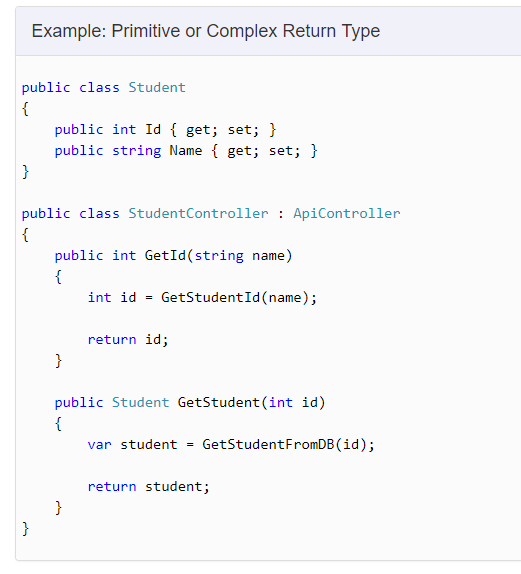 Example: Primitive or Complex Return Type
public class Student
{
    public int Id { get; set; }
    public string Name { get; set; }
}
public class StudentController : ApiController
{
    public int GetId(string name)
    {
        int id = GetStudentId(name);
        return id;
    }
    public Student GetStudent(int id)
    {
        var student = GetStudentFromDB(id);
        return student;
    }
}